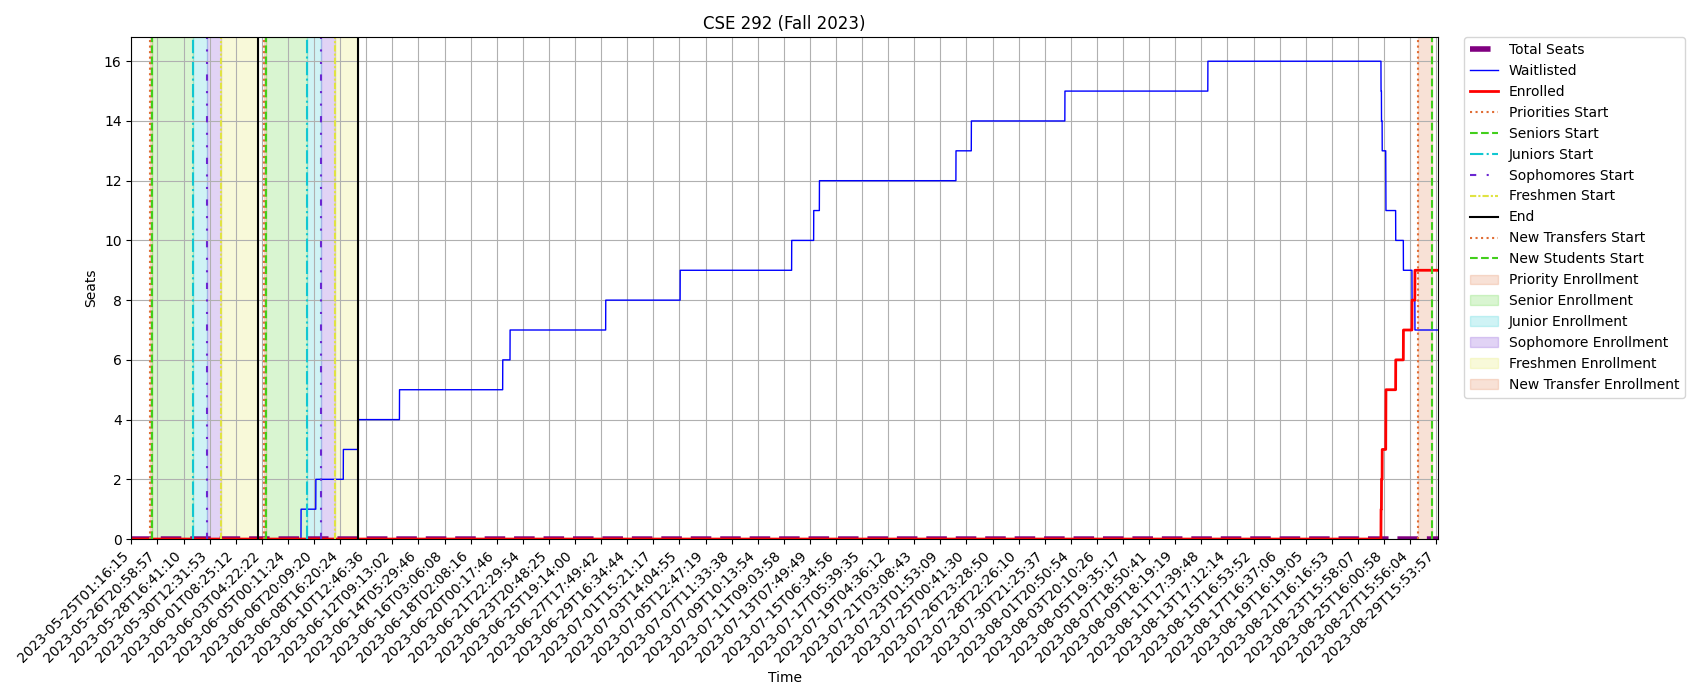 CSE 292 (Fall 2023)
Seats
16
14
12
10
8
6
4
2
0
2023-05-25T01:16:15
2023-05-26T20:58:57
2023-05-28T16:41:10
2023-05-30T12:31:53
2023-06-01T08:25:12
2023-06-03T04:22:22
2023-06-05T00:11:24
2023-06-06T20:09:20
2023-06-08T16:20:24
2023-06-10T12:46:36
2023-06-12T09:13:02
2023-06-14T05:29:46
2023-06-16T03:06:08
2023-06-18T02:08:16
2023-06-20T00:17:46
2023-06-21T22:29:54
2023-06-23T20:48:25
2023-06-25T19:14:00
2023-06-27T17:49:42
2023-06-29T16:34:44
2023-07-01T15:21:17
2023-07-03T14:04:55
2023-07-05T12:47:19
2023-07-07T11:33:38
2023-07-09T10:13:54
2023-07-11T09:03:58
2023-07-13T07:49:49
2023-07-15T06:34:56
2023-07-17T05:39:35
2023-07-19T04:36:12
2023-07-21T03:08:43
2023-07-23T01:53:09
2023-07-25T00:41:30
2023-07-26T23:28:50
2023-07-28T22:26:10
2023-07-30T21:25:37
2023-08-01T20:50:54
2023-08-03T20:10:26
2023-08-05T19:35:17
2023-08-07T18:50:41
2023-08-09T18:19:19
2023-08-11T17:39:48
2023-08-13T17:12:14
2023-08-15T16:53:52
2023-08-17T16:37:06
2023-08-19T16:19:05
2023-08-21T16:16:53
2023-08-23T15:58:07
2023-08-25T16:00:58
2023-08-27T15:56:04
2023-08-29T15:53:57
Time
Total Seats
Waitlisted
Enrolled
Priorities Start
Seniors Start
Juniors Start
Sophomores Start
Freshmen Start
End
New Transfers Start
New Students Start
Priority Enrollment
Senior Enrollment
Junior Enrollment
Sophomore Enrollment
Freshmen Enrollment
New Transfer Enrollment